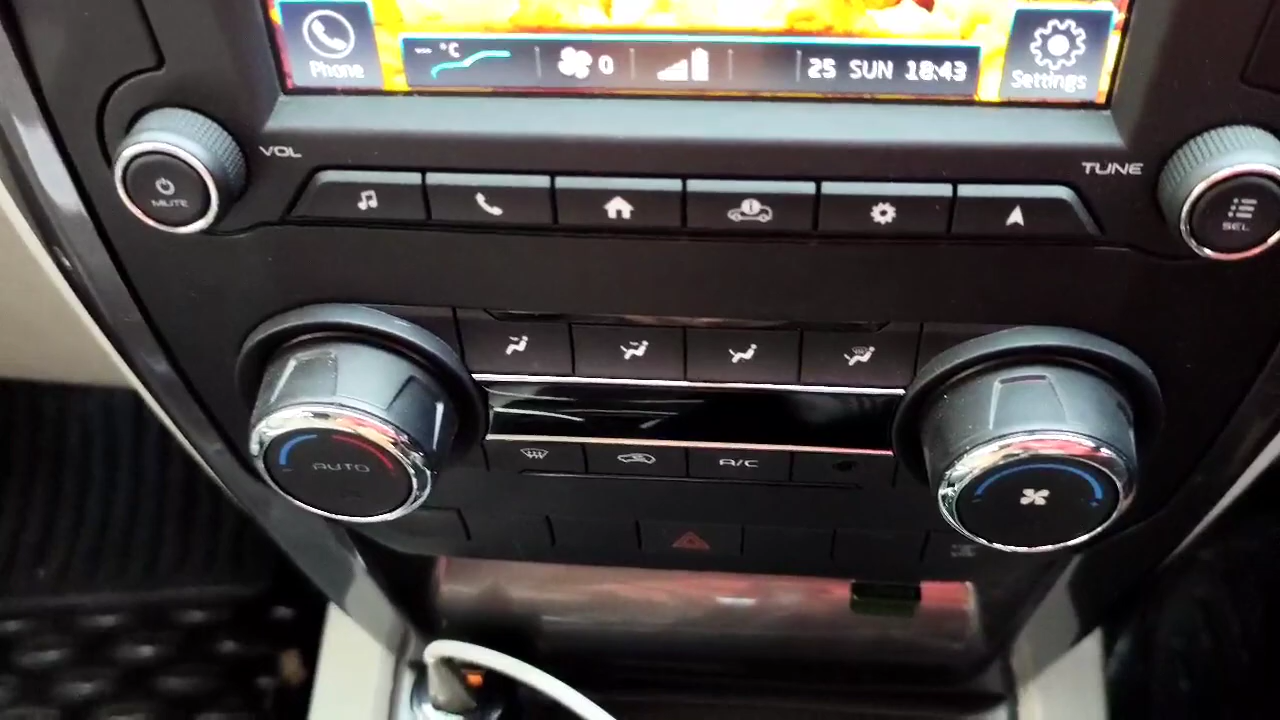 --- °C
0
25 SUN 18:43
Phone
Settings
VOL
TUNE
MUTE
SEL
AUTO
A/C